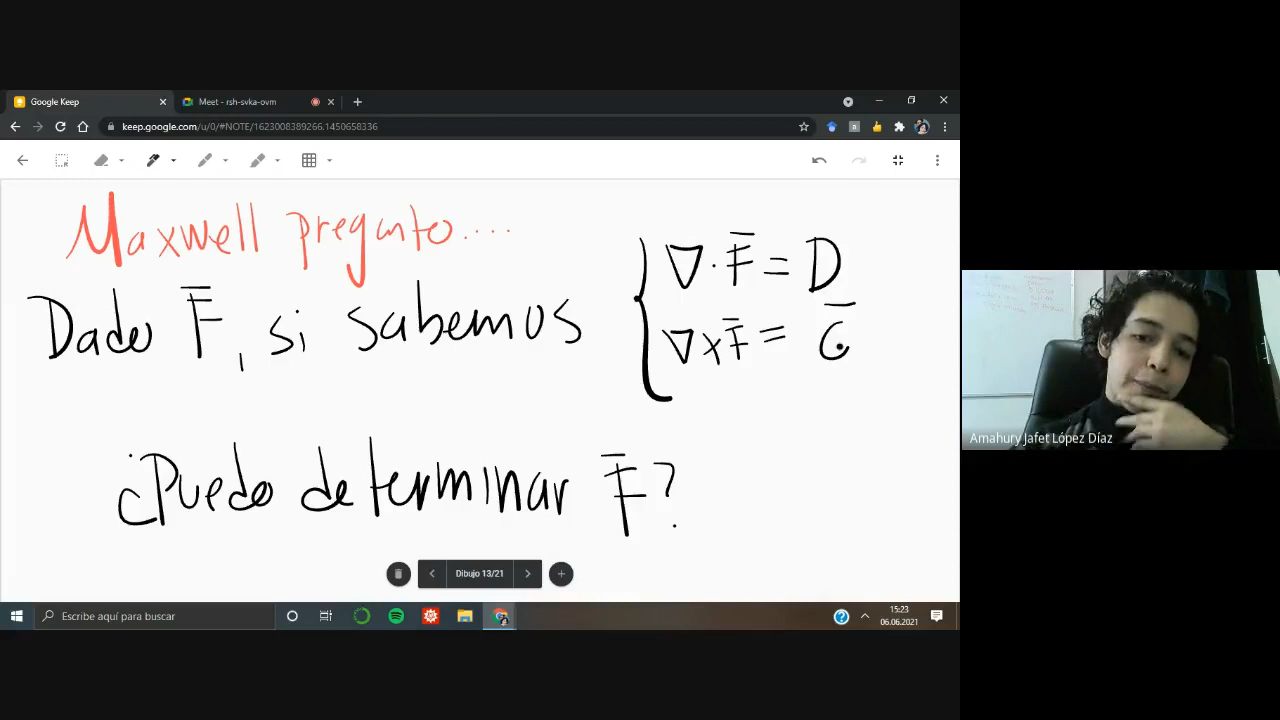 Google Keep
Meet - rsh-svka-ovm
keep.google.com/u/0/#NOTE/1623008389266.1450658336
Maxwell pregunto....
Dado F̅, si sabemos
∇·F̅ = D
∇×F̅ = C̅
¿Puedo determinar F̅?
Dibujo 13/21
Escribe aquí para buscar
15:23
06.06.2021
Amahury Jafet López Díaz